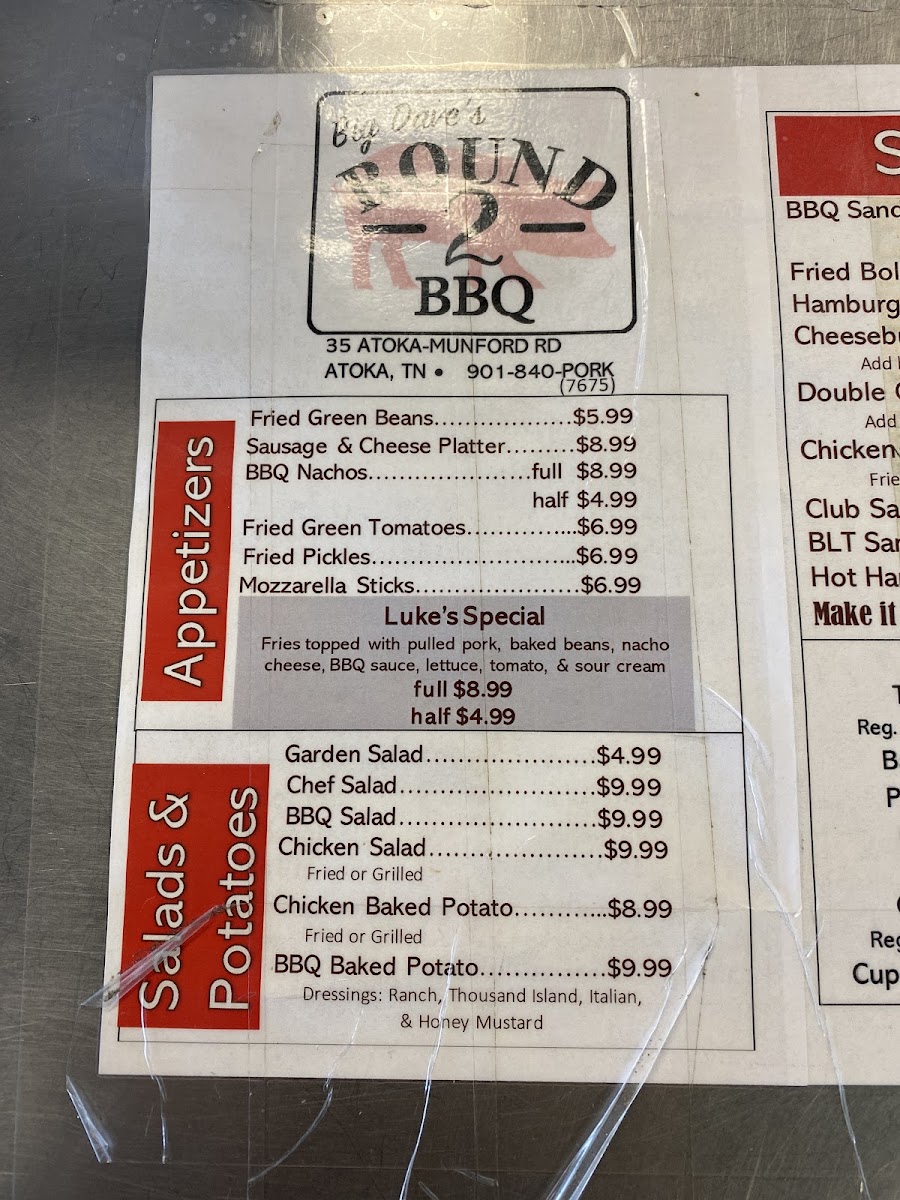 Big Dave's
ROUND
2
BBQ
35 ATOKA-MUNFORD RD
ATOKA, TN • 901-840-PORK
(7675)
Appetizers
Fried Green Beans...................$5.99
Sausage & Cheese Platter.........$8.99
BBQ Nachos......................full $8.99
half $4.99
Fried Green Tomatoes...............$6.99
Fried Pickles............................$6.99
Mozzarella Sticks.......................$6.99
Luke's Special
Fries topped with pulled pork, baked beans, nacho
cheese, BBQ sauce, lettuce, tomato, & sour cream
full $8.99
half $4.99
Salads &
Potatoes
Garden Salad.......................$4.99
Chef Salad...........................$9.99
BBQ Salad...........................$9.99
Chicken Salad.......................$9.99
Fried or Grilled
Chicken Baked Potato............$8.99
Fried or Grilled
BBQ Baked Potato................$9.99
Dressings: Ranch, Thousand Island, Italian,
& Honey Mustard
S
BBQ Sand
Fried Bol
Hamburg
Cheesebu
Add
Double
Add
Chicken
Frie
Club Sa
BLT San
Hot Ha
Make it
T
Reg.
B
P
Reg
Cup